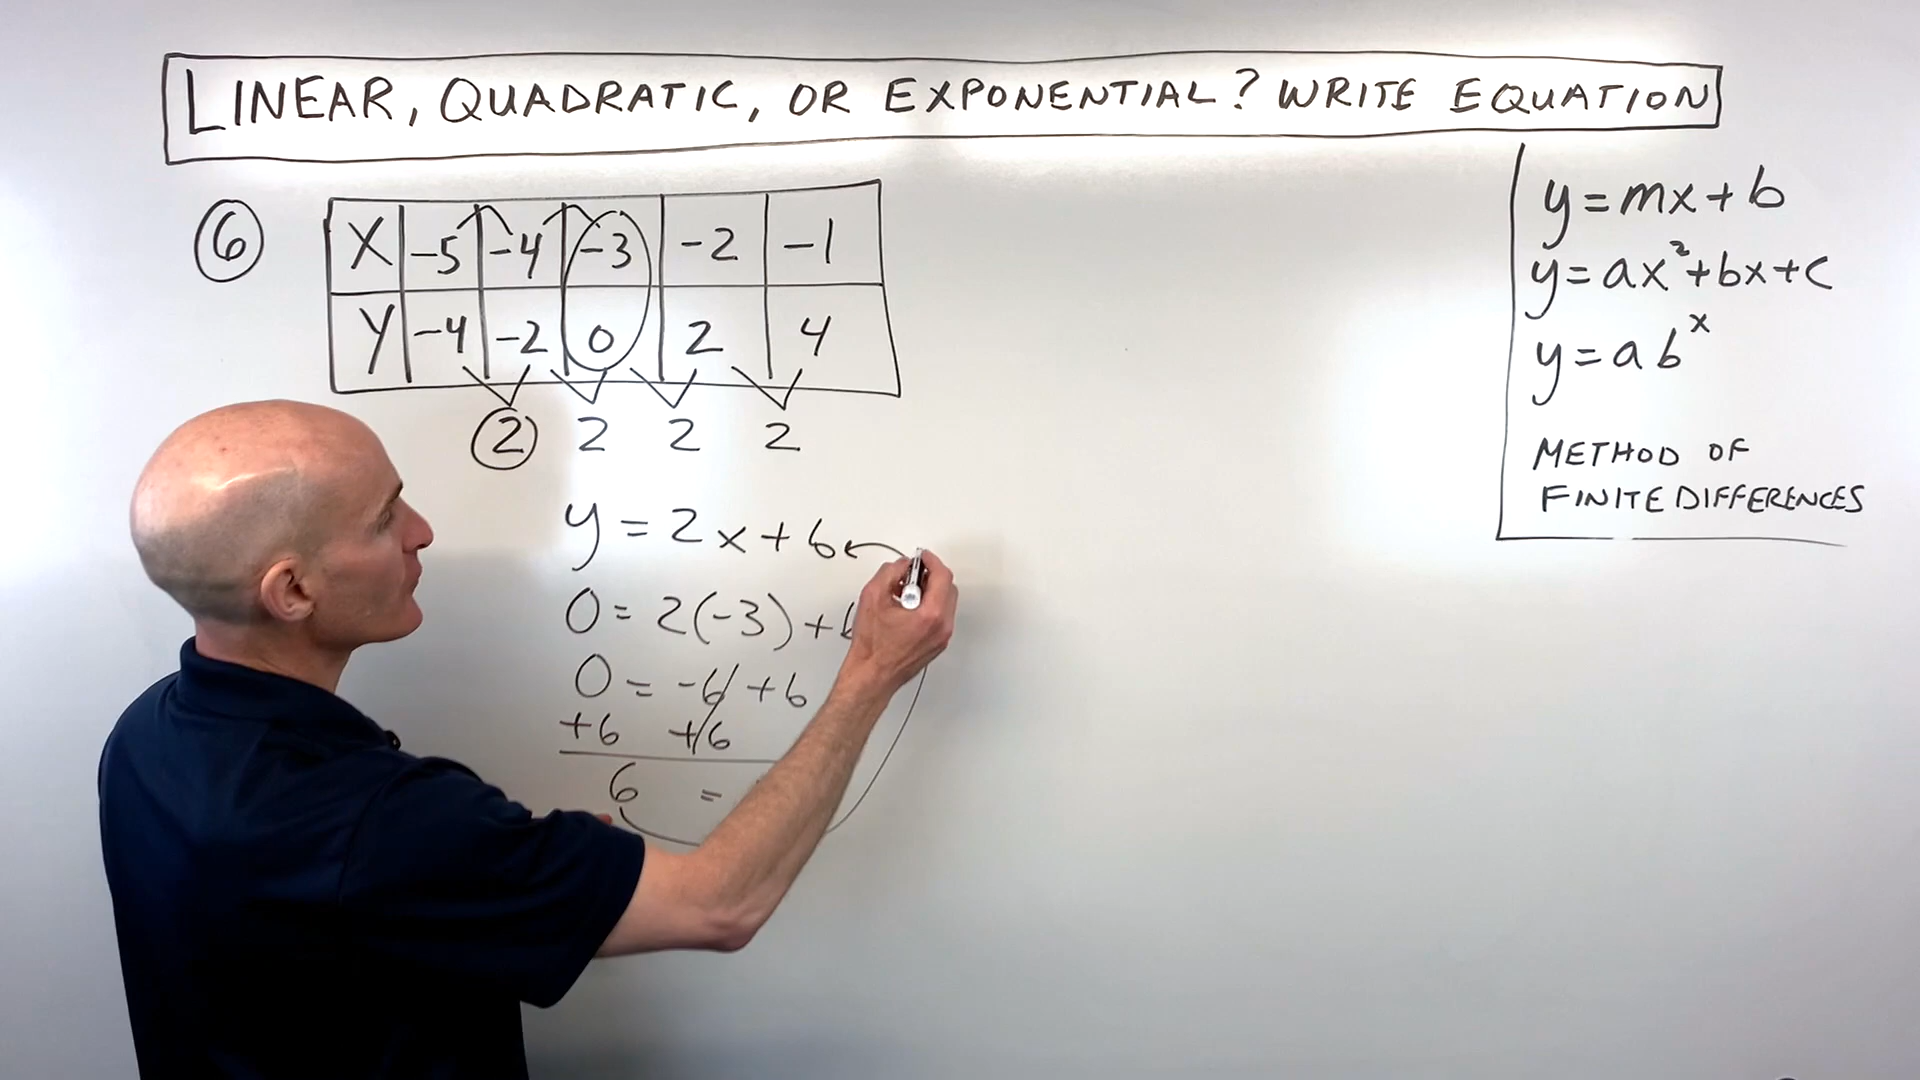 LINEAR, QUADRATIC, OR EXPONENTIAL? WRITE EQUATION
6
X -5 -4 -3 -2 -1
Y -4 -2 0 2 4
2 2 2 2
y = 2x + b
0 = 2(-3) + b
0 = -6 + b
+6 +6
6 =
y = mx + b
y = ax² + bx + c
y = abˣ
METHOD OF
FINITE DIFFERENCES